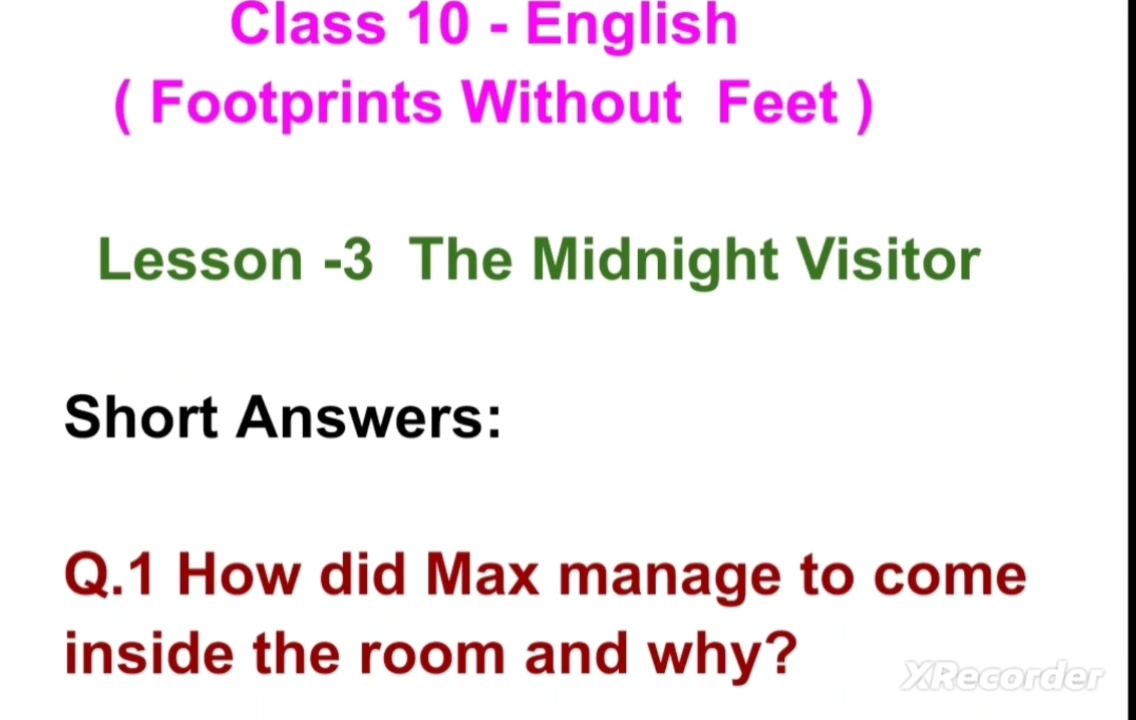 Class 10 - English
( Footprints Without Feet )
Lesson -3 The Midnight Visitor
Short Answers:
Q.1 How did Max manage to come
inside the room and why?
XRecorder